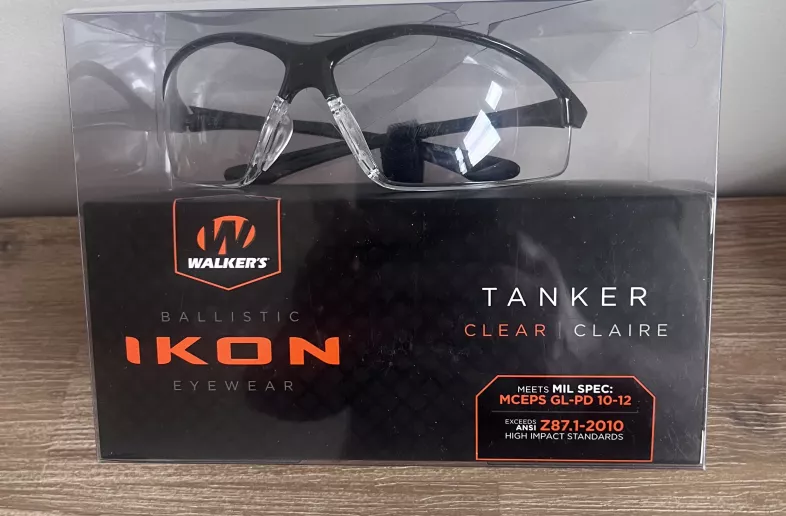 W
WALKER'S
BALLISTIC
IKON
EYEWEAR
TANKER
CLEAR | CLAIRE
MEETS MIL SPEC:
MCEPS GL-PD 10-12
EXCEEDS
ANSI Z87.1-2010
HIGH IMPACT STANDARDS